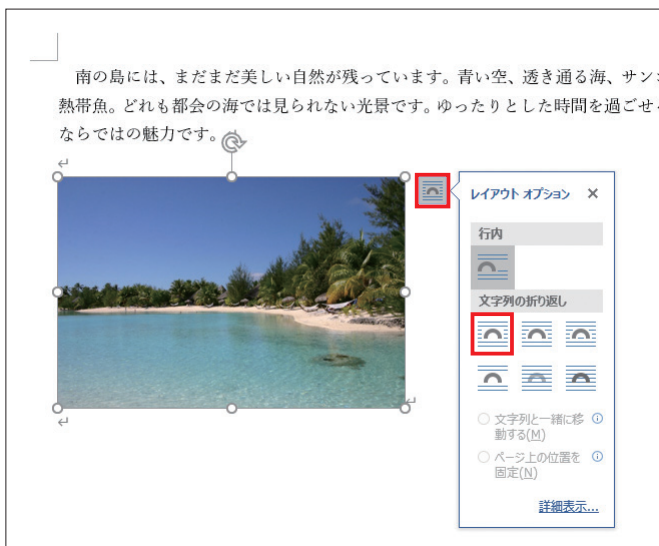 南の島には、まだまだ美しい自然が残っています。青い空、透き通る海、サン
熱帯魚。どれも都会の海では見られない光景です。ゆったりとした時間を過ごせ
ならではの魅力です。
レイアウト オプション ×
行内
文字列の折り返し
文字列と一緒に移
動する(M)
ページ上の位置を
固定(N)
詳細表示...